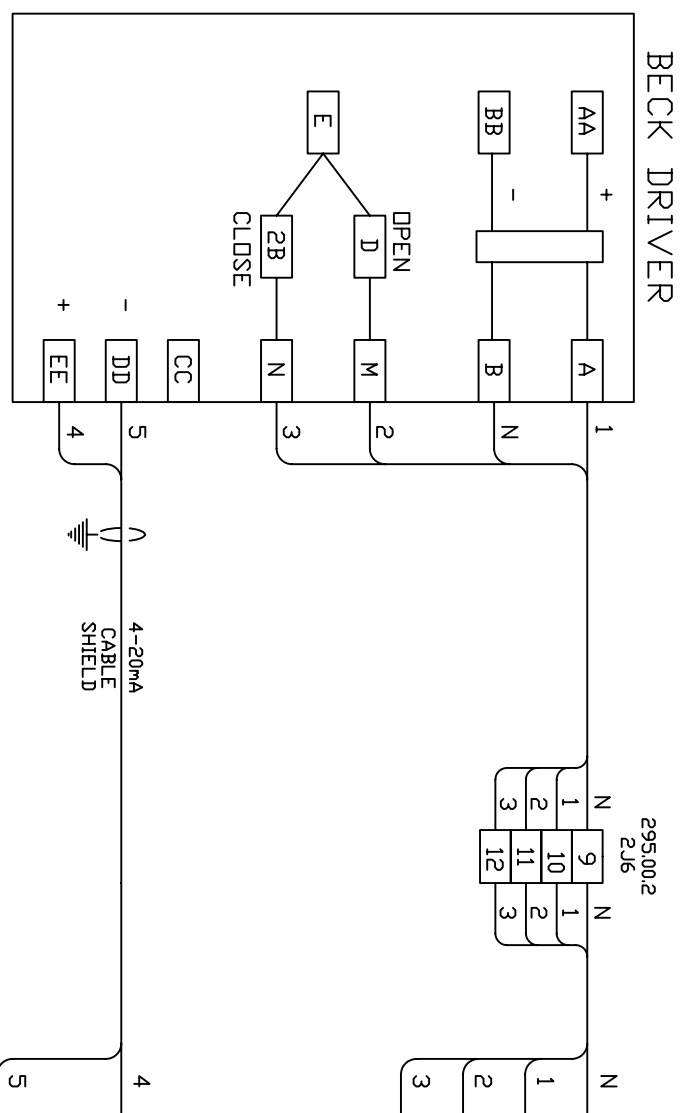 BECK DRIVER
AA
BB
+
-
E
OPEN
D
2B
CLOSE
A
B
M
N
CC
DD
EE
-
+
1
N
2
3
5
4
4-20mA
CABLE
SHIELD
295.00.2
2J6
N
1
2
3
9
10
11
12
N
1
2
3
N
1
2
3
4
5